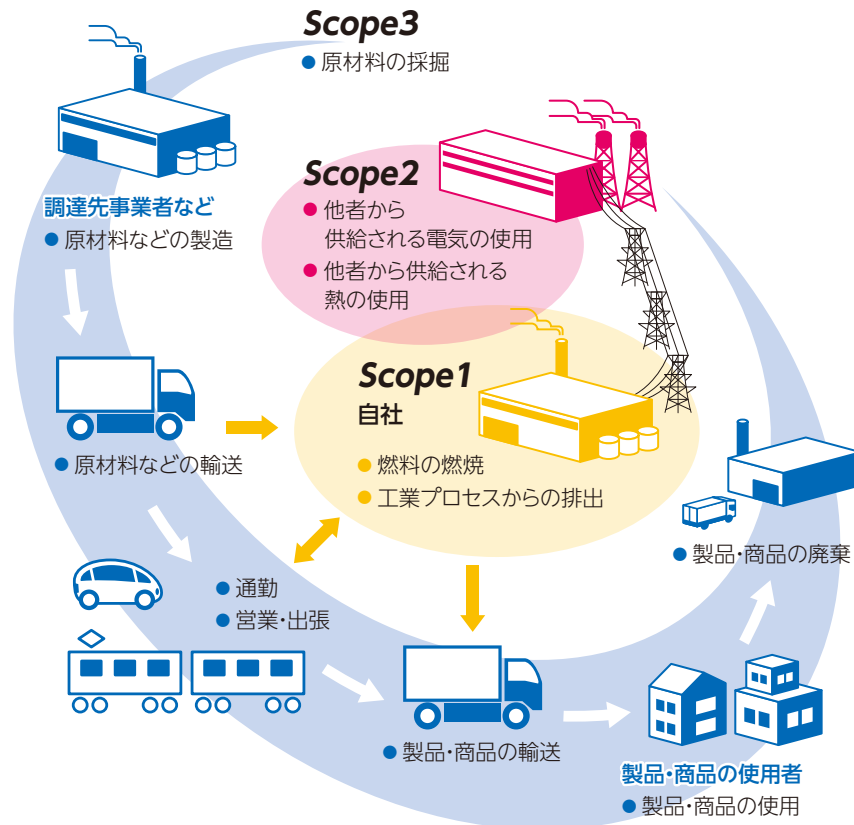 Scope3
● 原材料の採掘
調達先事業者など
● 原材料などの製造
Scope2
● 他者から
供給される電気の使用
● 他者から供給される
熱の使用
Scope1
自社
● 燃料の燃焼
● 工業プロセスからの排出
● 原材料などの輸送
● 通勤
● 営業・出張
● 製品・商品の輸送
製品・商品の使用者
● 製品・商品の使用
● 製品・商品の廃棄